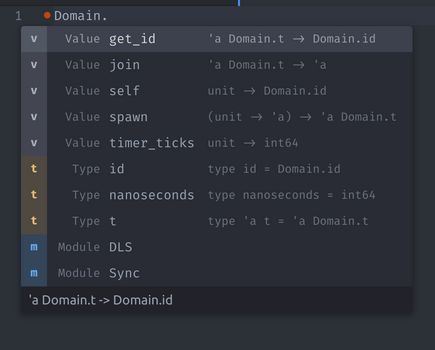 1 Domain.
v Value get_id 'a Domain.t -> Domain.id
v Value join 'a Domain.t -> 'a
v Value self unit -> Domain.id
v Value spawn (unit -> 'a) -> 'a Domain.t
v Value timer_ticks unit -> int64
t Type id type id = Domain.id
t Type nanoseconds type nanoseconds = int64
t Type t type 'a t = 'a Domain.t
m Module DLS
m Module Sync
'a Domain.t -> Domain.id